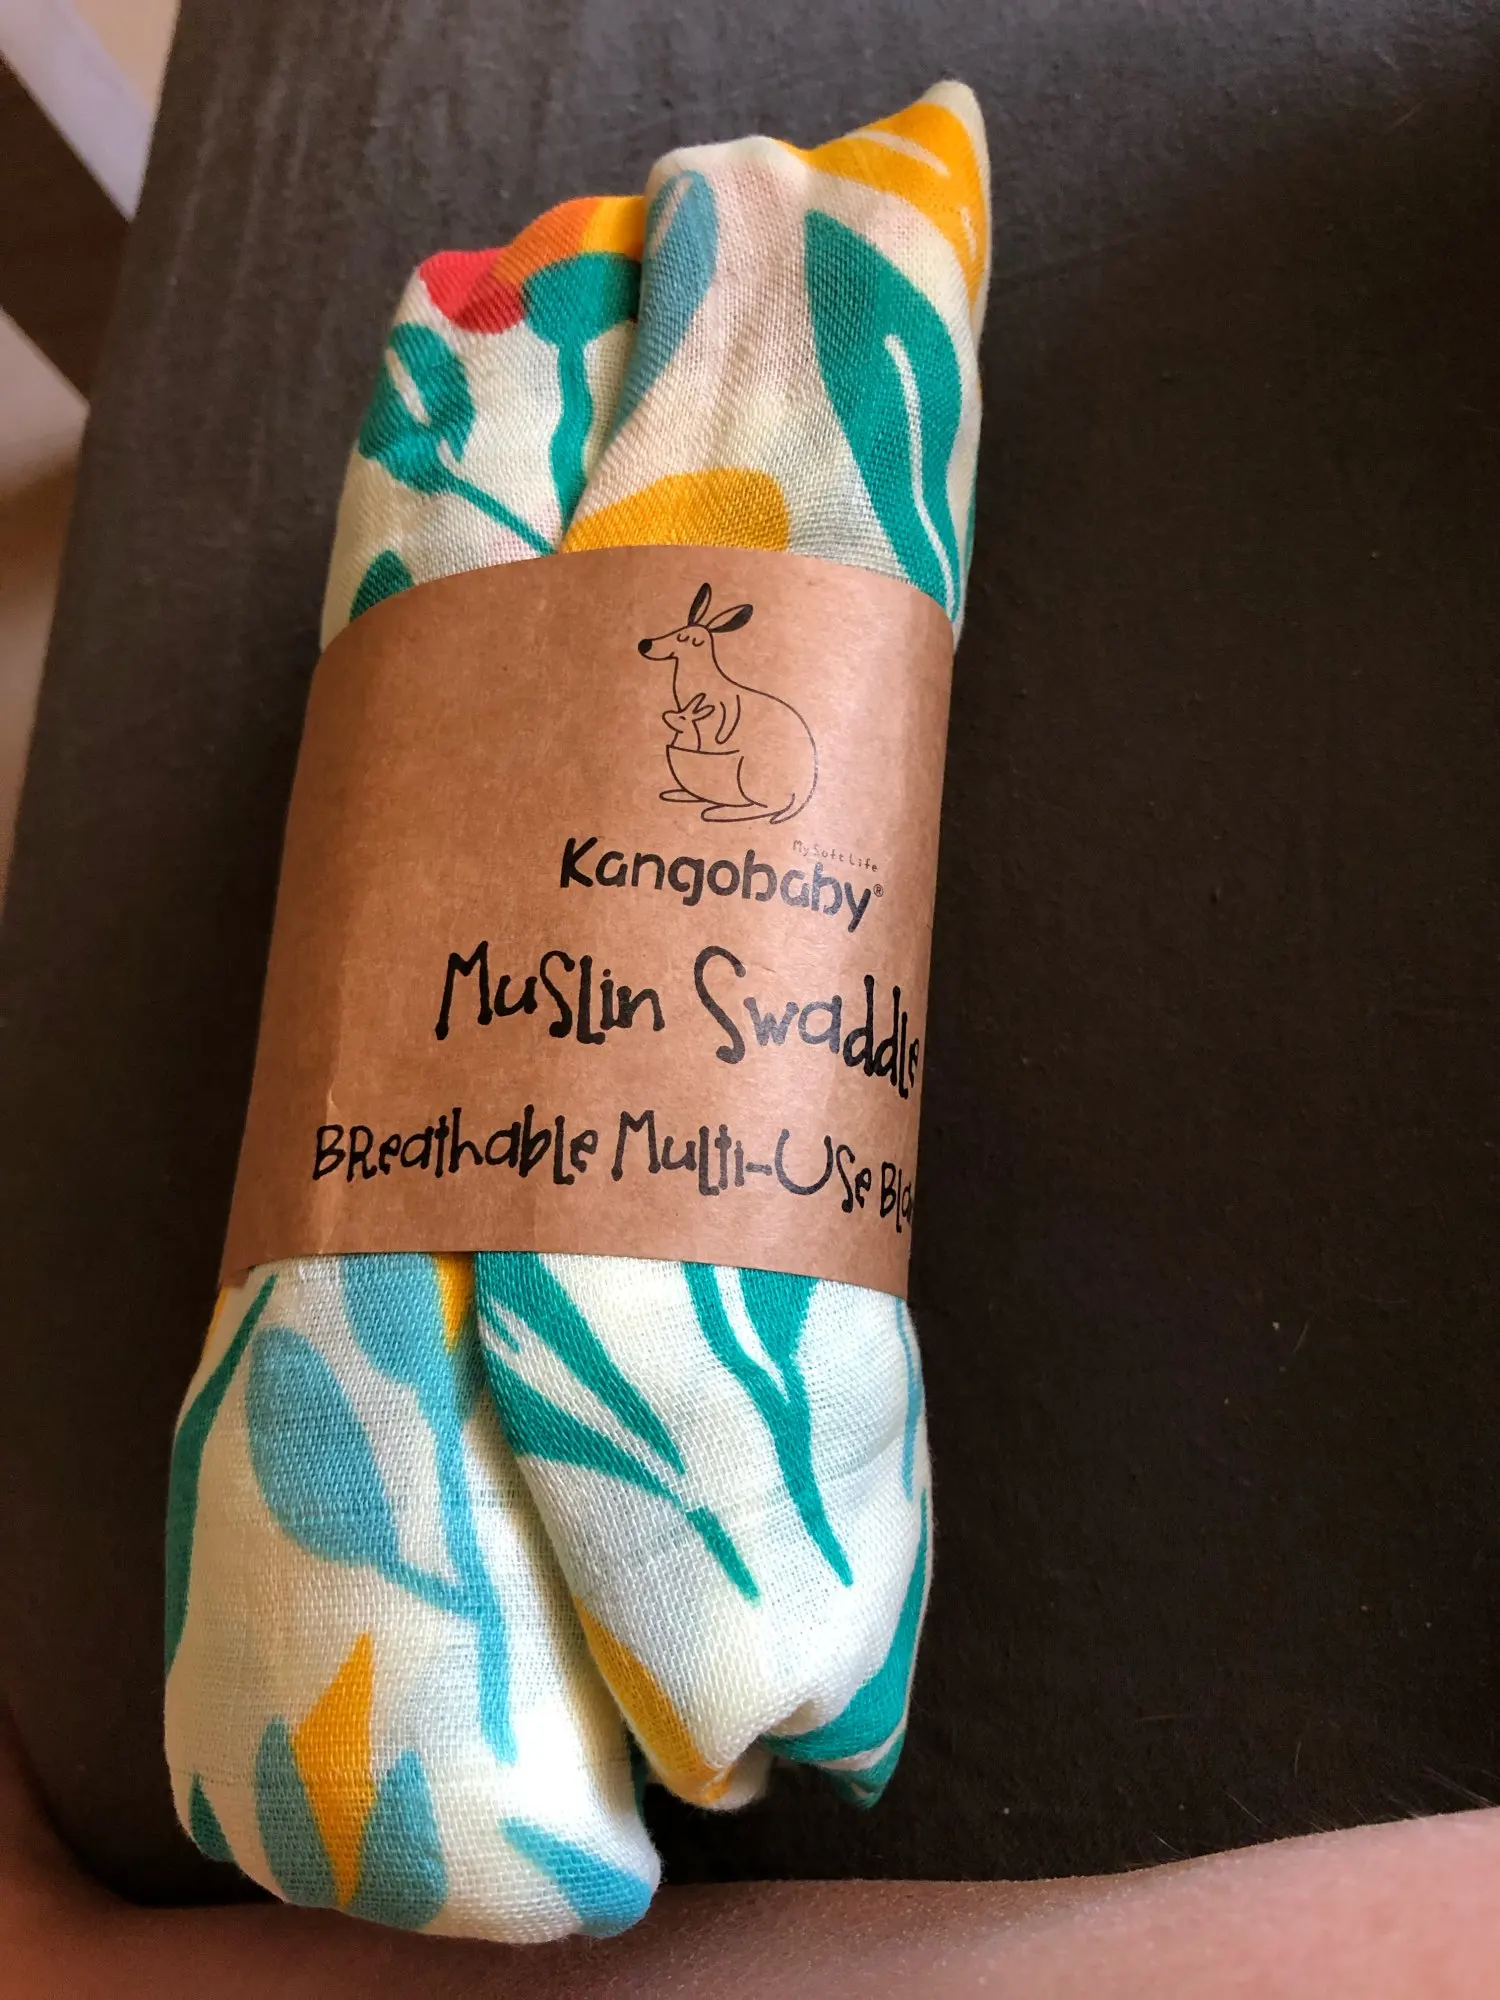 My Soft Life
Kangobaby®
Muslin Swaddle
Breathable Multi-Use